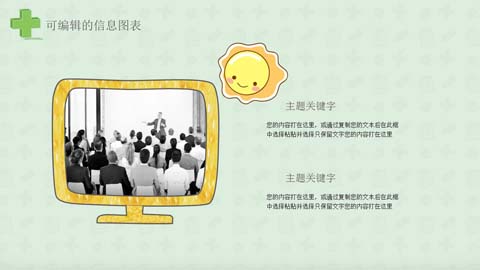 可编辑的信息图表
主题关键字
您的内容打在这里，或通过复制您的文本后在此框
中选择粘贴并选择只保留文字您的内容打在这里
主题关键字
您的内容打在这里，或通过复制您的文本后在此框
中选择粘贴并选择只保留文字您的内容打在这里